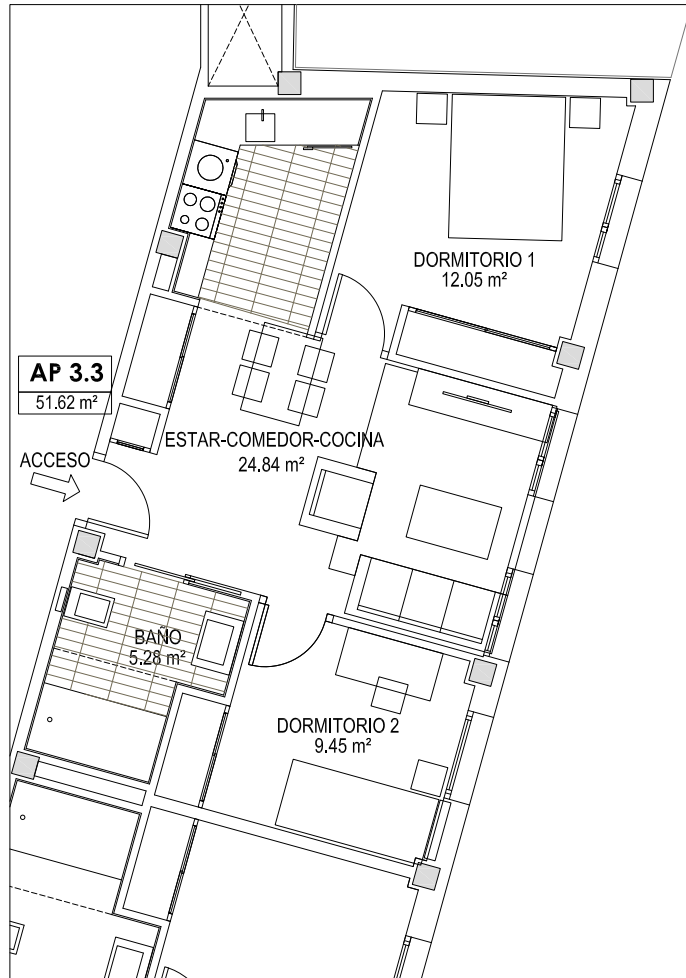 DORMITORIO 1
12.05 m²
AP 3.3
51.62 m²
ESTAR-COMEDOR-COCINA
24.84 m²
ACCESO
BAÑO
5.28 m²
DORMITORIO 2
9.45 m²